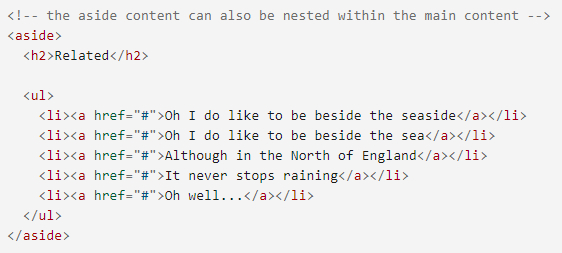 <!-- the aside content can also be nested within the main content -->
<aside>
  <h2>Related</h2>

  <ul>
    <li><a href="#">Oh I do like to be beside the seaside</a></li>
    <li><a href="#">Oh I do like to be beside the sea</a></li>
    <li><a href="#">Although in the North of England</a></li>
    <li><a href="#">It never stops raining</a></li>
    <li><a href="#">Oh well...</a></li>
  </ul>
</aside>